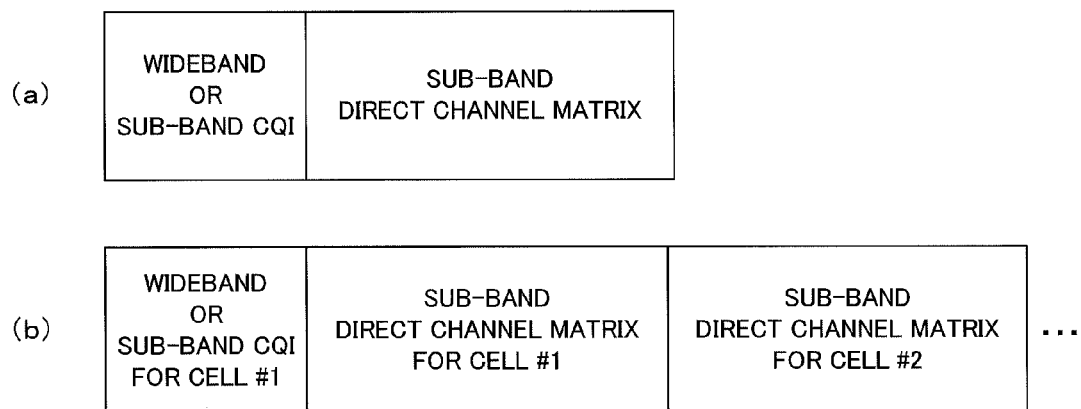 (a)
WIDEBAND
OR
SUB-BAND CQI
SUB-BAND
DIRECT CHANNEL MATRIX
(b)
WIDEBAND
OR
SUB-BAND CQI
FOR CELL #1
SUB-BAND
DIRECT CHANNEL MATRIX
FOR CELL #1
SUB-BAND
DIRECT CHANNEL MATRIX
FOR CELL #2
...